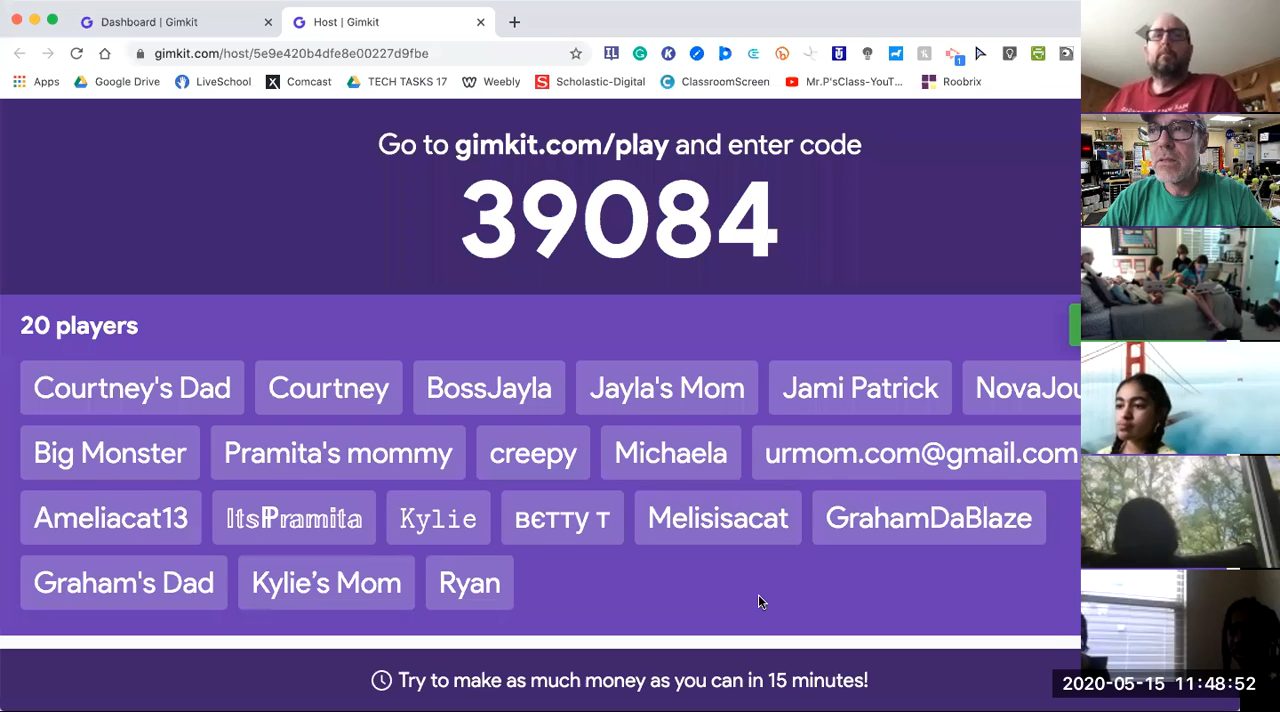 Dashboard | Gimkit
Host | Gimkit
gimkit.com/host/5e9e420b4dfe8e00227d9fbe
Apps Google Drive LiveSchool Comcast TECH TASKS 17 Weebly Scholastic-Digital ClassroomScreen Mr.P'sClass-YouT... Roobrix
Go to gimkit.com/play and enter code
39084
20 players
Courtney's Dad Courtney BossJayla Jayla's Mom Jami Patrick NovaJou
Big Monster Pramita's mommy creepy Michaela urmom.com@gmail.com
Ameliacat13 𝕀𝕥𝕤ℙ𝕣𝕒𝕞𝕚𝕥𝕒 𝙺𝚢𝚕𝚒𝚎 ʙєттʏ т Melisisacat GrahamDaBlaze
Graham's Dad Kylie’s Mom Ryan
Try to make as much money as you can in 15 minutes!
2020-05-15 11:48:52